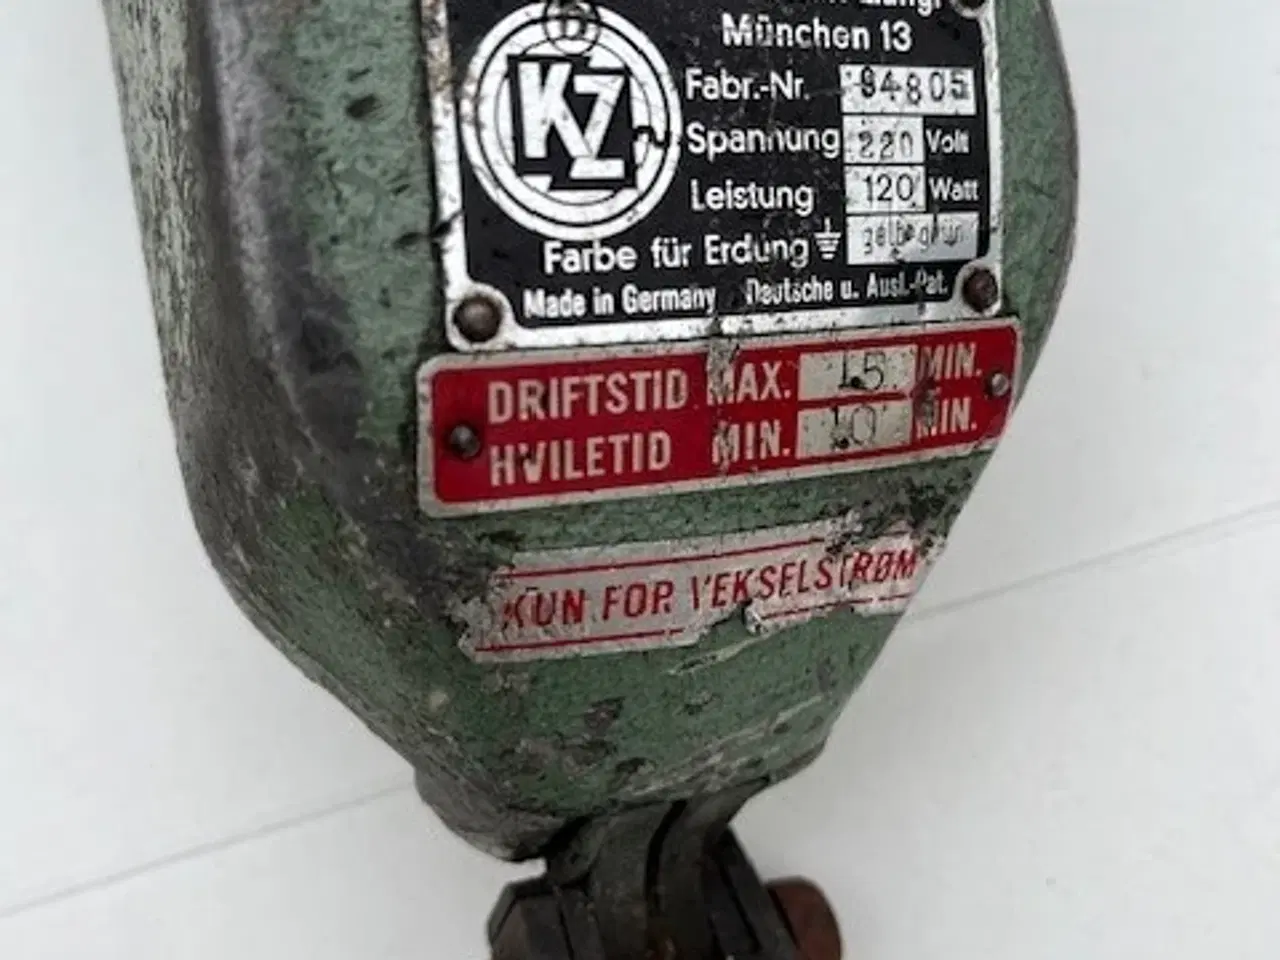 München 13
KZ
Fabr.-Nr. 94805
Spannung 220 Volt
Leistung 120 Watt
Farbe für Erdung gelbgrün
Made in Germany Deutsche u. Ausl.-Pat.
DRIFTSTID MAX. 15 MIN.
HVILETID MIN. 10 MIN.
KUN FOR VEKSELSTRØM